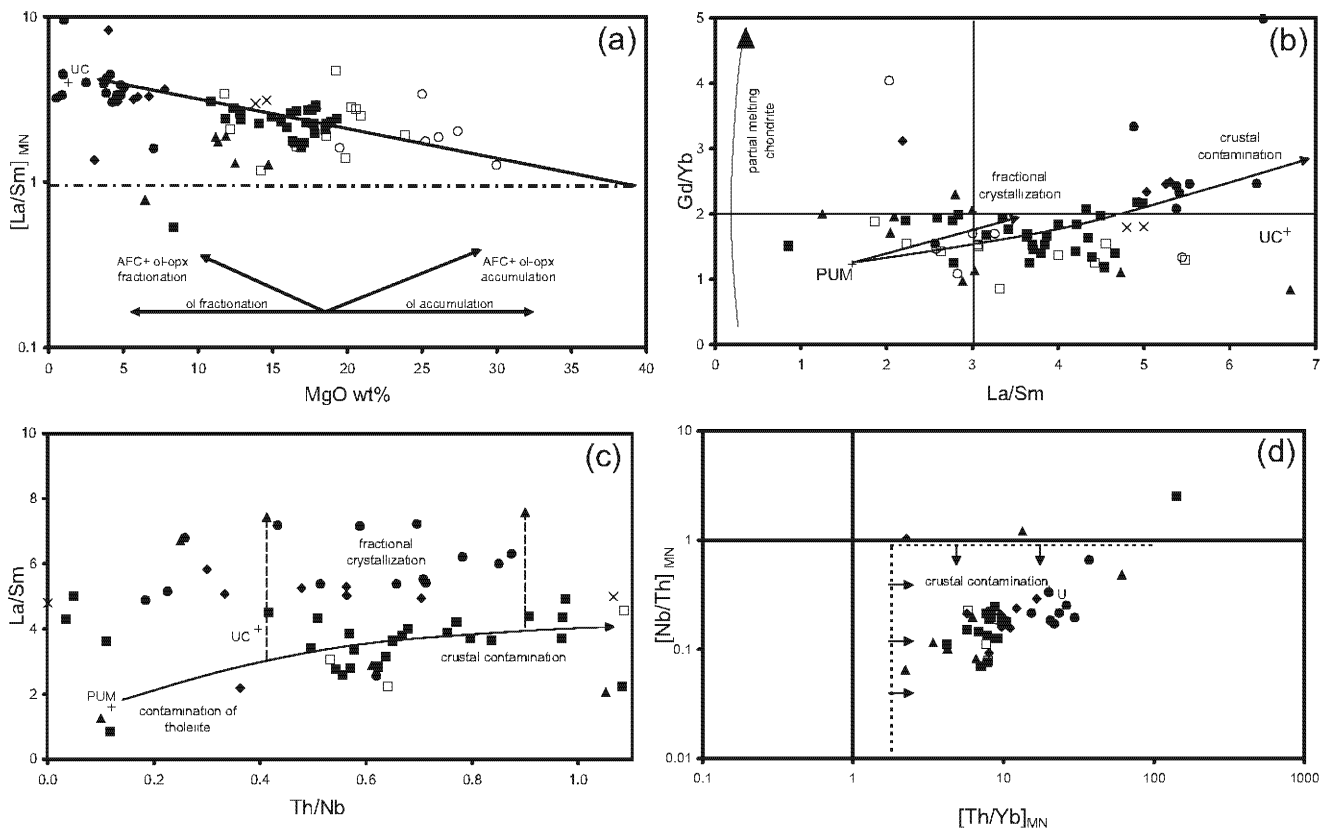 (a)
[La/Sm] MN
10
1
0.1
UC
AFC+ ol-opx
fractionation
AFC+ ol-opx
accumulation
ol fractionation
ol accumulation
0 5 10 15 20 25 30 35 40
MgO wt%
(b)
Gd/Yb
5
4
3
2
1
0
partial melting
chondrite
crustal
contamination
fractional
crystallization
PUM
UC
0 1 2 3 4 5 6 7
La/Sm
(c)
La/Sm
8
6
4
2
0
fractional
crystallization
UC
crustal contamination
PUM
contamination of
tholeiite
0.0 0.2 0.4 0.6 0.8 1.0
Th/Nb
(d)
[Nb/Th] MN
10
1
0.1
0.01
crustal contamination
U
0.1 1 10 100 1000
[Th/Yb]MN